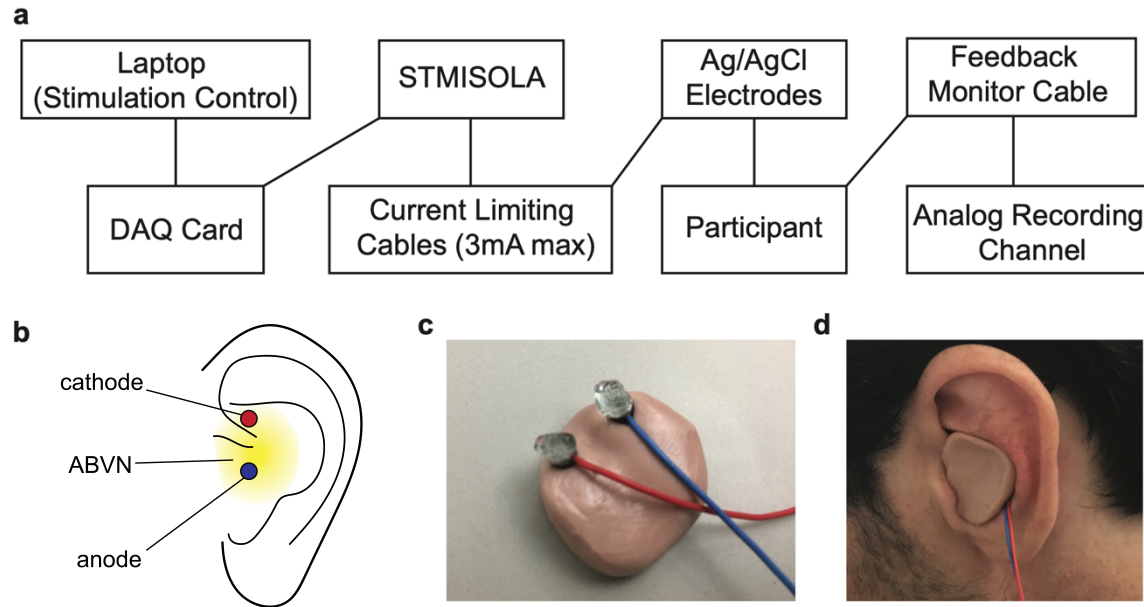 a
Laptop
(Stimulation Control)
STMISOLA
Ag/AgCl
Electrodes
Feedback
Monitor Cable
DAQ Card
Current Limiting
Cables (3mA max)
Participant
Analog Recording
Channel
b
cathode
ABVN
anode
c
d